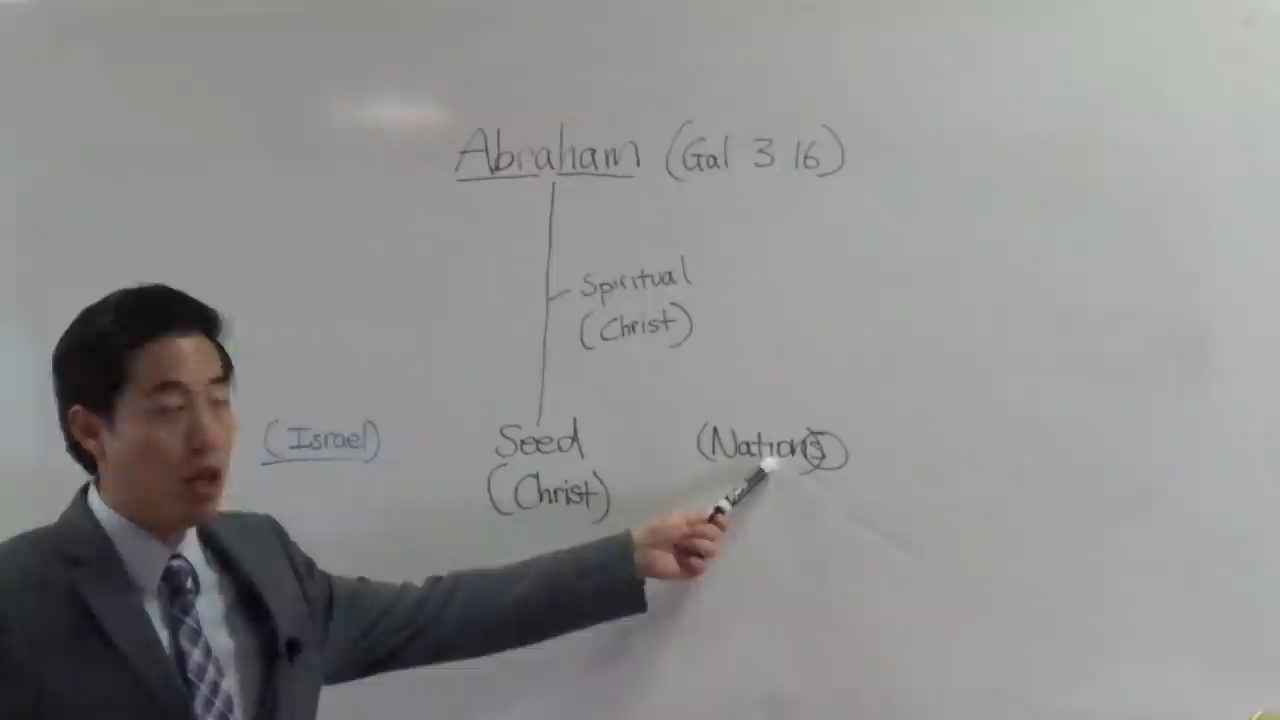 Abraham (Gal 3 16)
Spiritual
(Christ)
(Israel) Seed (Nations)
(Christ)